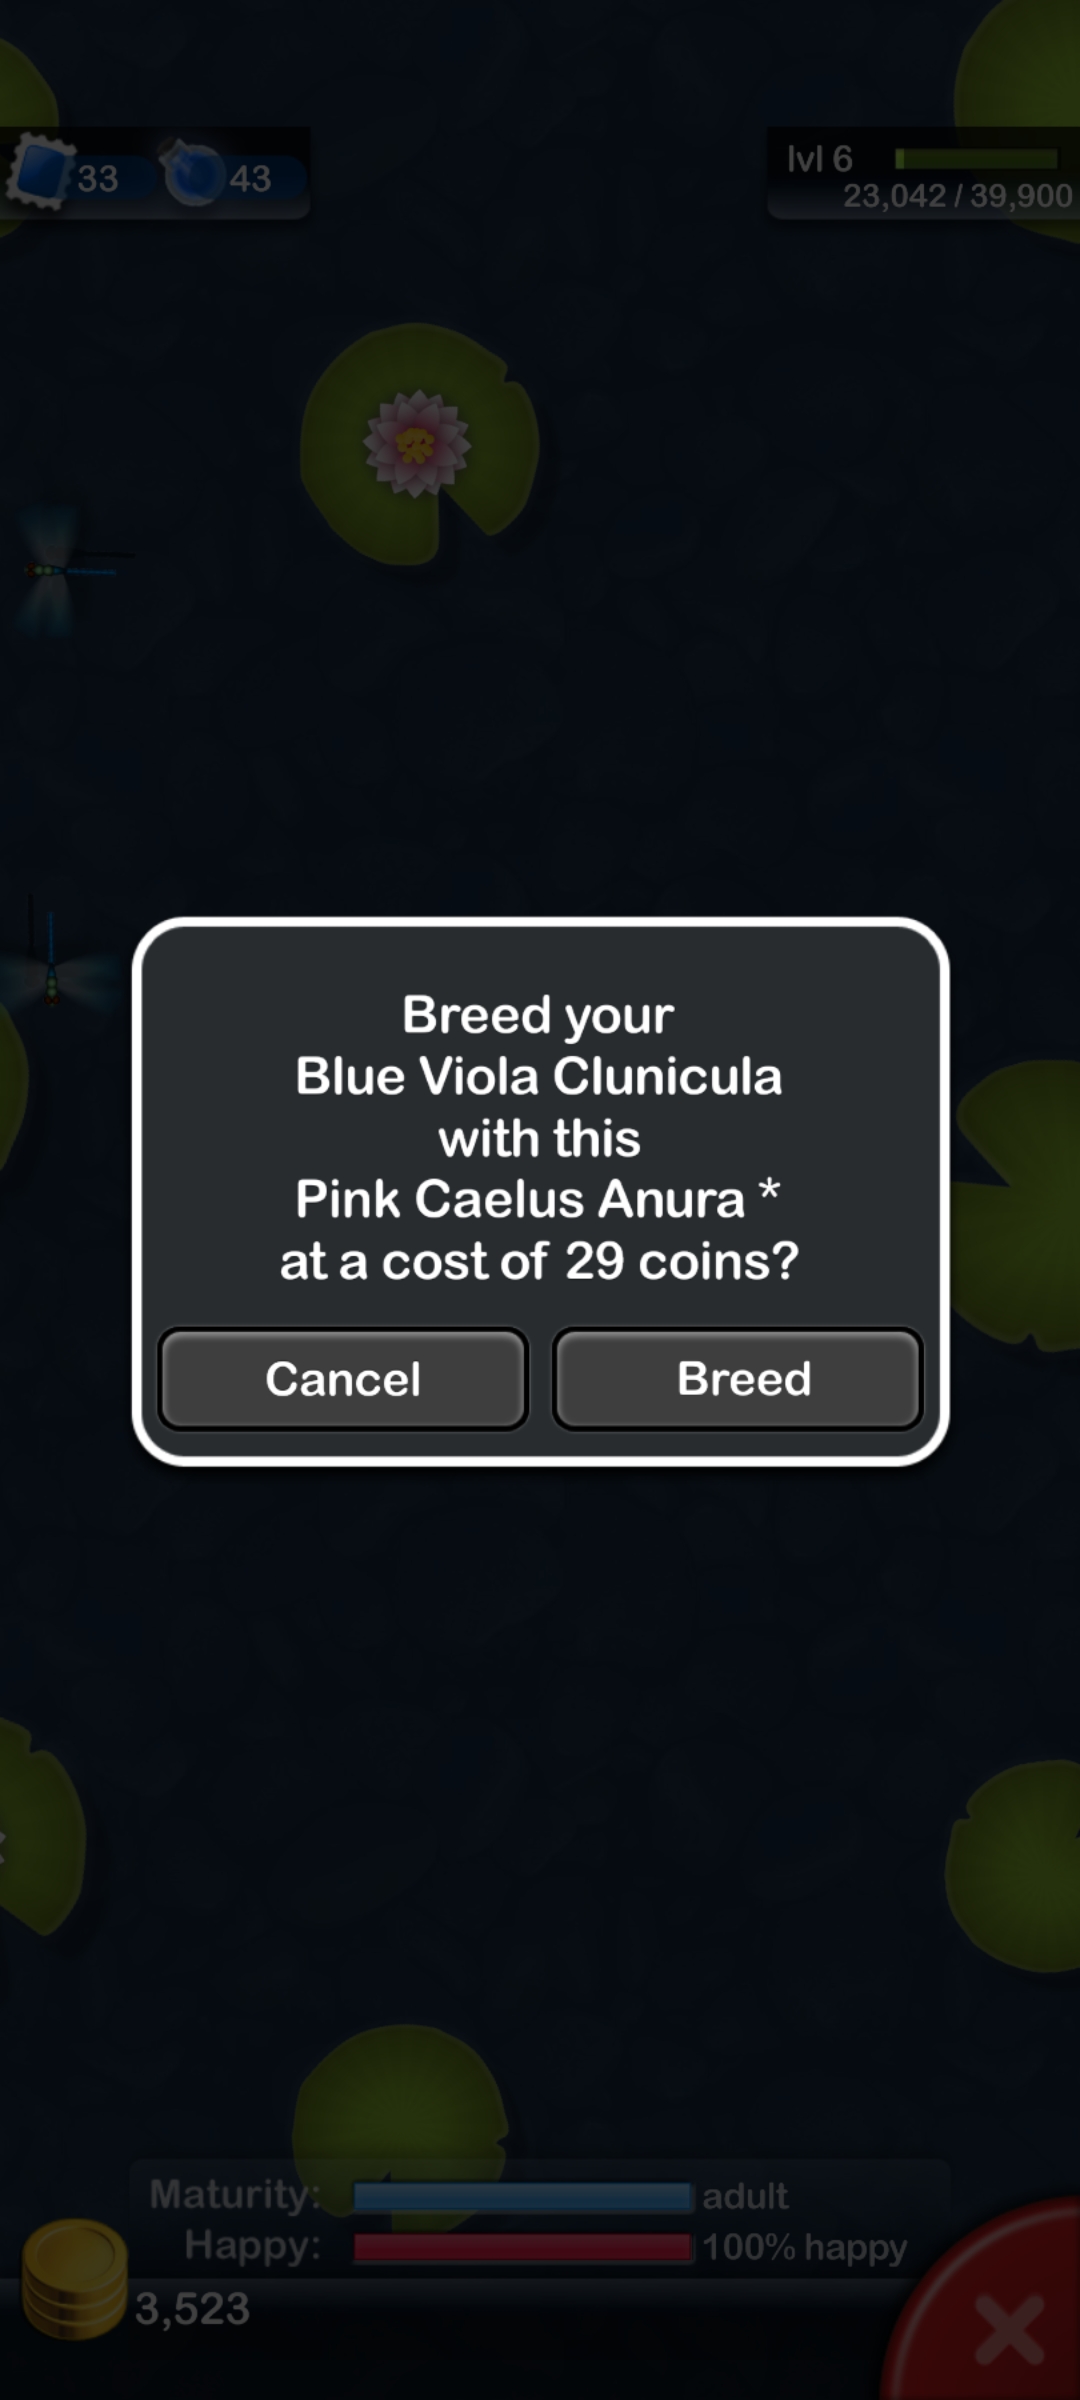 33
43
lvl 6
23,042 / 39,900
Breed your
Blue Viola Clunicula
with this
Pink Caelus Anura *
at a cost of 29 coins?
Cancel
Breed
Maturity:
adult
Happy:
100% happy
3,523